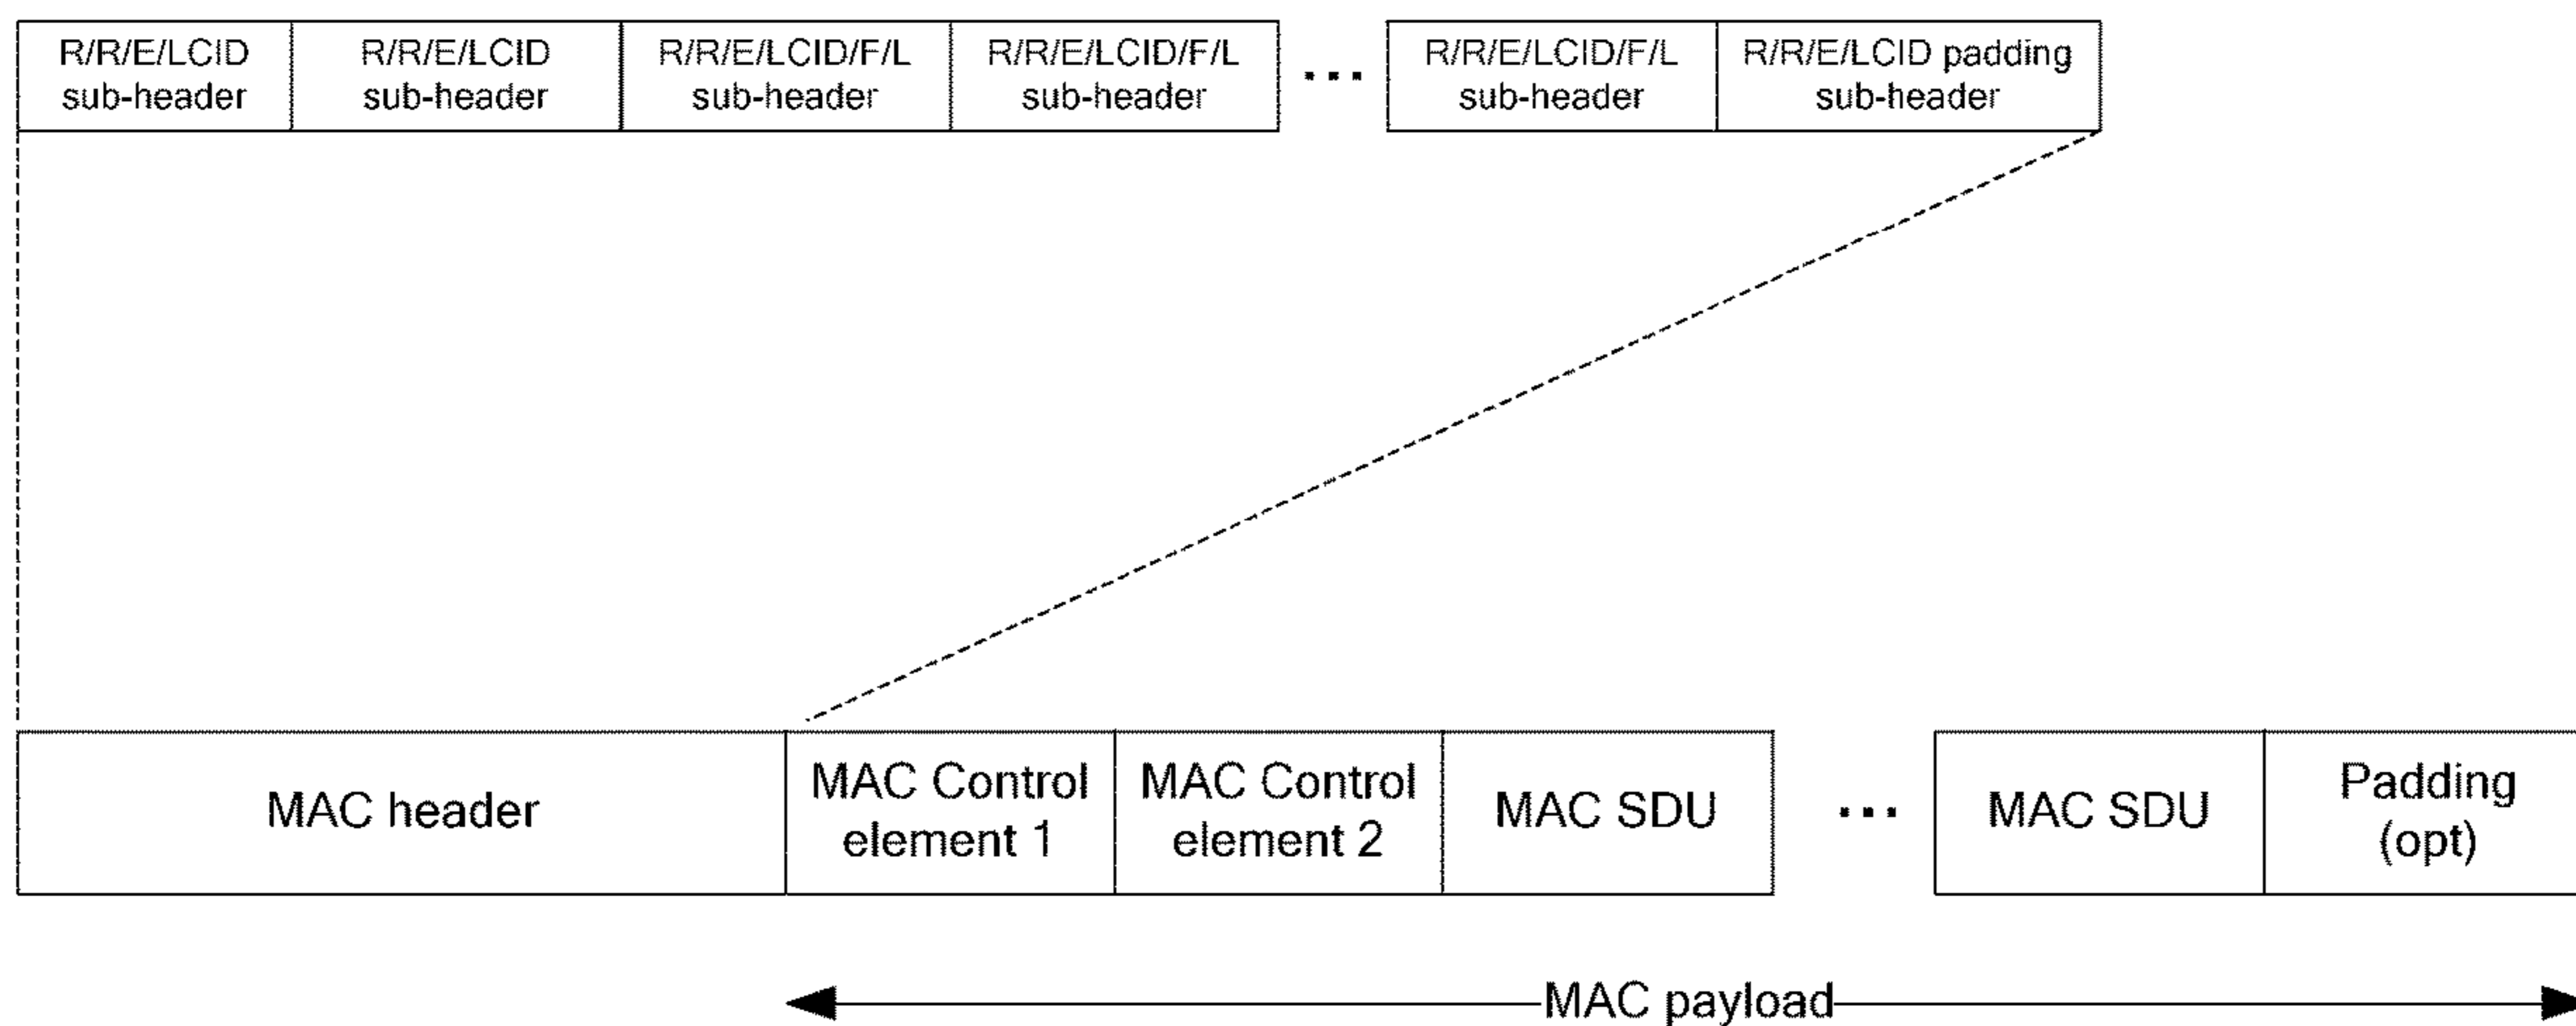 R/R/E/LCID
sub-header
R/R/E/LCID
sub-header
R/R/E/LCID/F/L
sub-header
R/R/E/LCID/F/L
sub-header
...
R/R/E/LCID/F/L
sub-header
R/R/E/LCID padding
sub-header
MAC header
MAC Control
element 1
MAC Control
element 2
MAC SDU
...
MAC SDU
Padding
(opt)
MAC payload